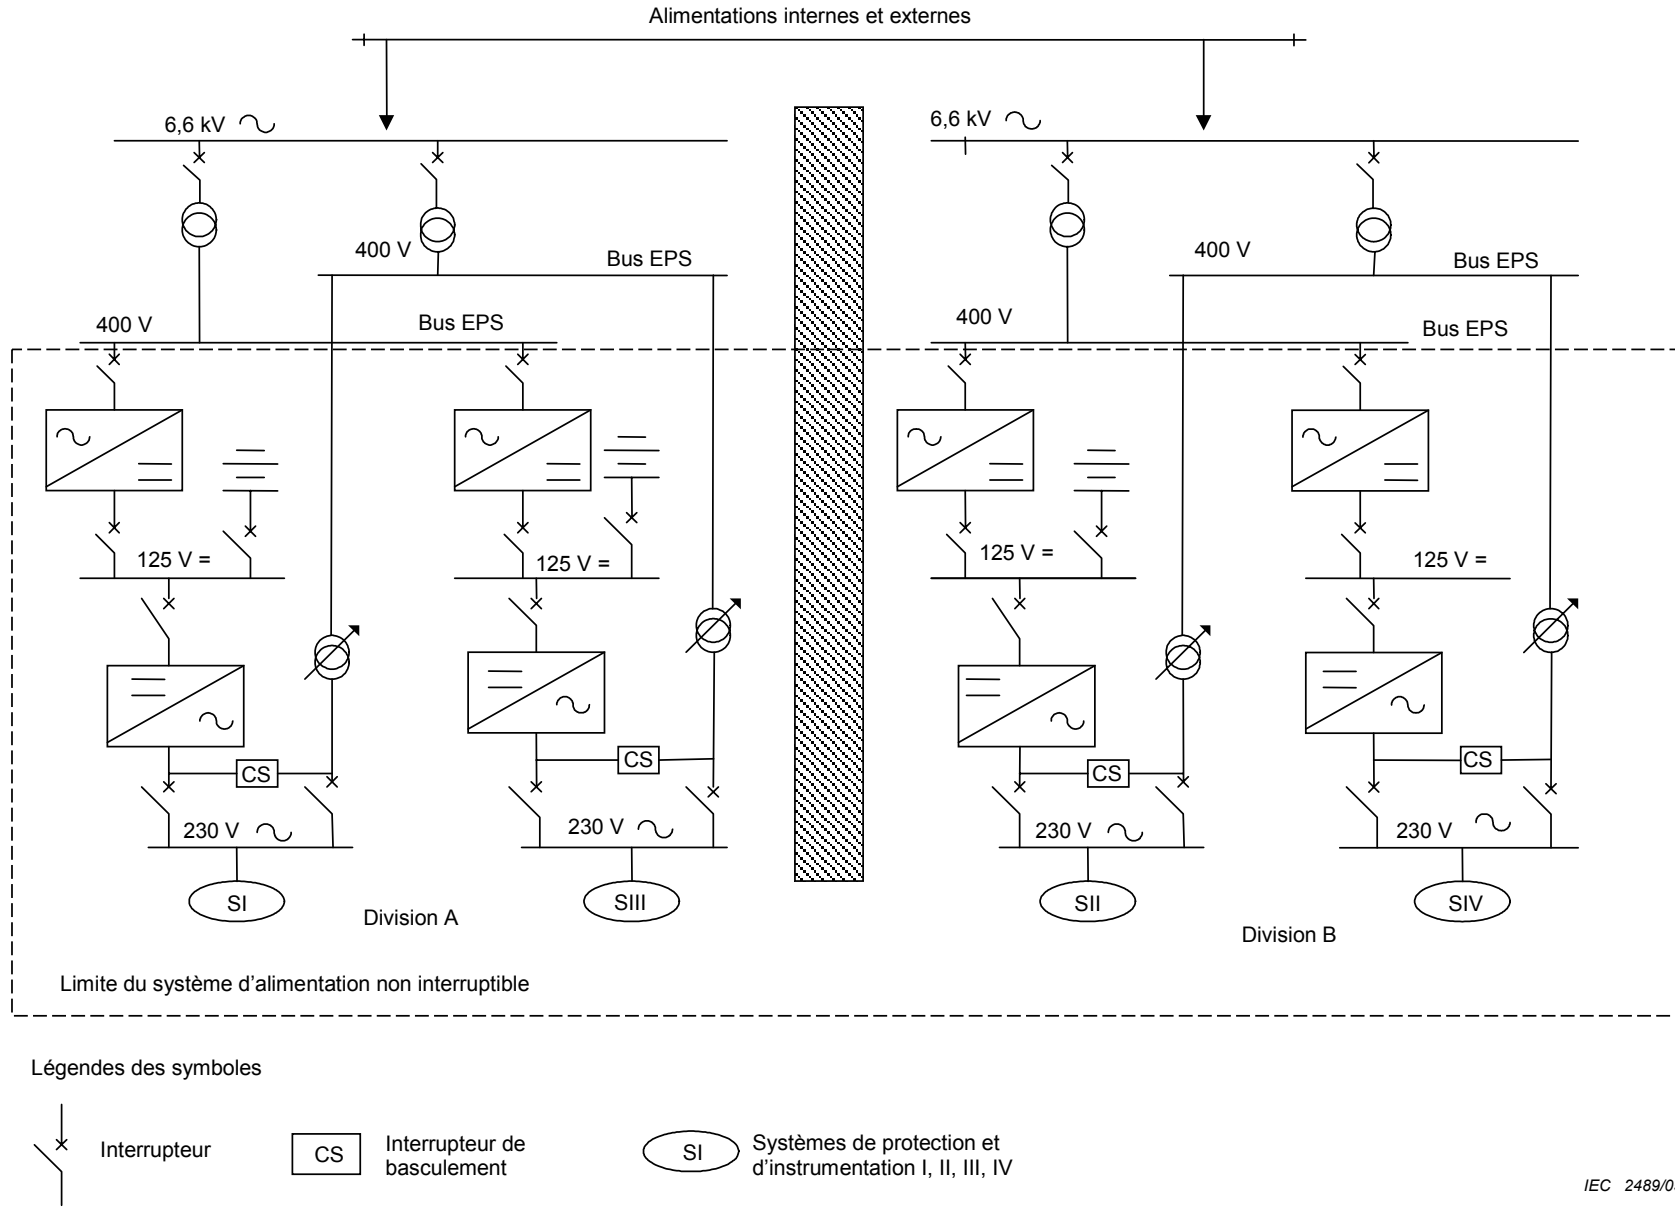 Alimentations internes et externes
6,6 kV
6,6 kV
400 V
Bus EPS
400 V
Bus EPS
400 V
Bus EPS
400 V
Bus EPS
125 V =
125 V =
125 V =
125 V =
CS
CS
CS
CS
230 V
230 V
230 V
230 V
SI
SIII
SII
SIV
Division A
Division B
Limite du système d'alimentation non interruptible
Légendes des symboles
Interrupteur
CS
Interrupteur de
basculement
SI
Systèmes de protection et
d'instrumentation I, II, III, IV
IEC 2489/0